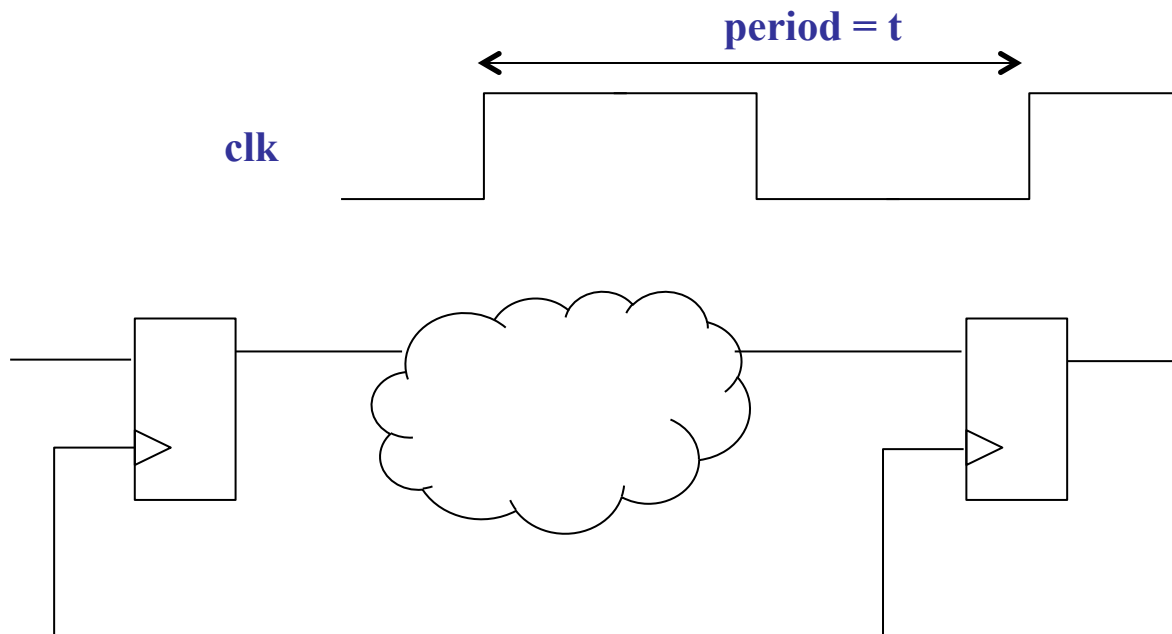 period = t
clk